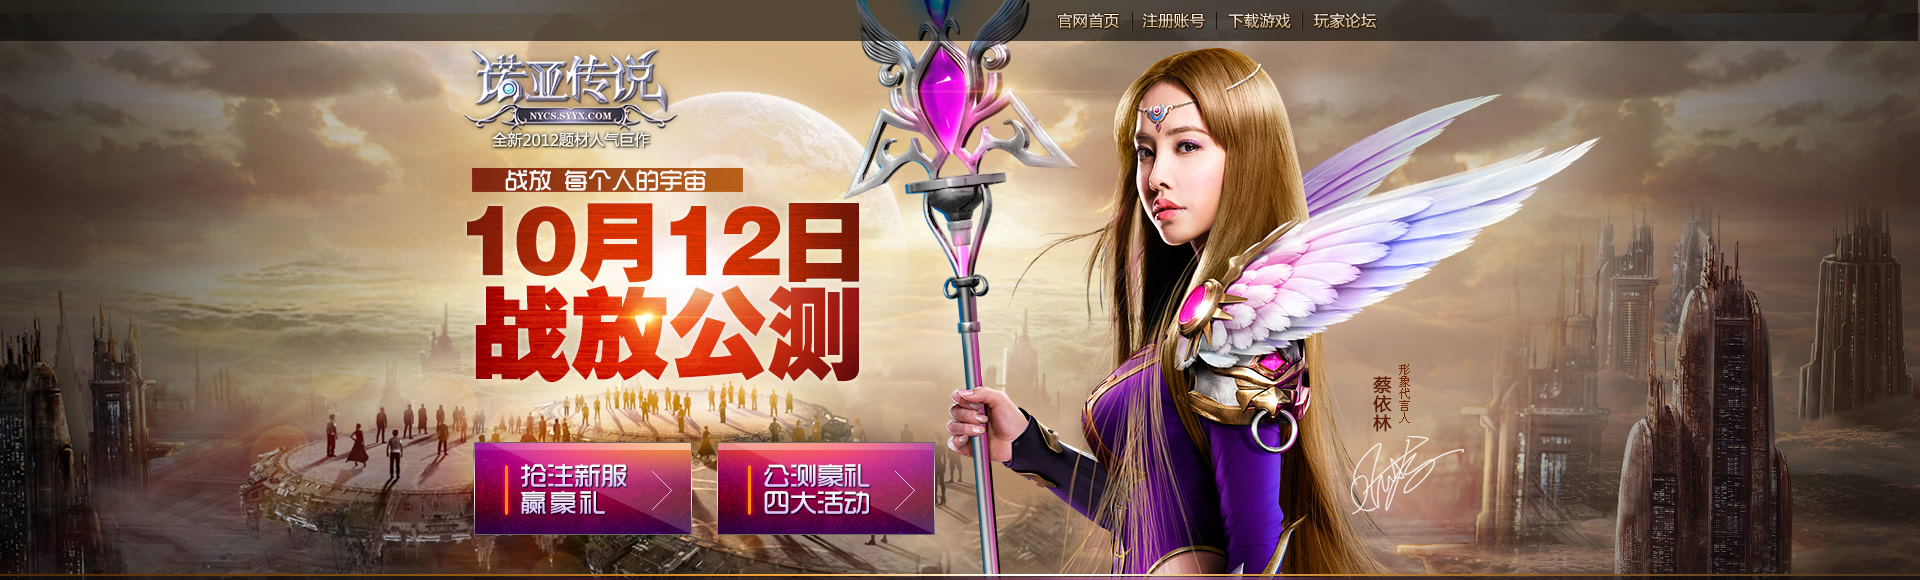 官网首页 注册账号 下载游戏 玩家论坛
诺亚传说
NYCS.SYYX.COM
全新2012题材人气巨作
战放 每个人的宇宙
10月12日
战放公测
抢注新服
赢豪礼
公测豪礼
四大活动
形象代言人
蔡依林